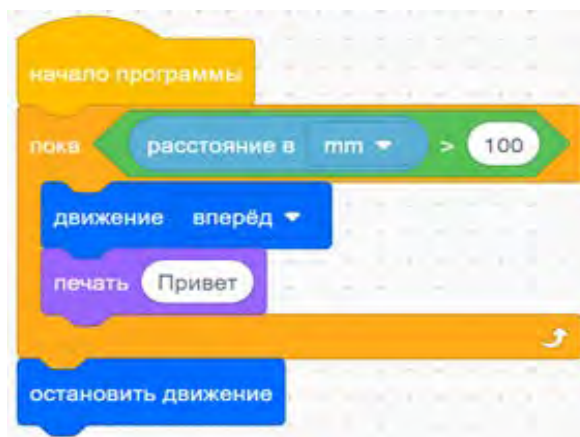 начало программы
пока расстояние в mm > 100
движение вперёд
печать Привет
остановить движение